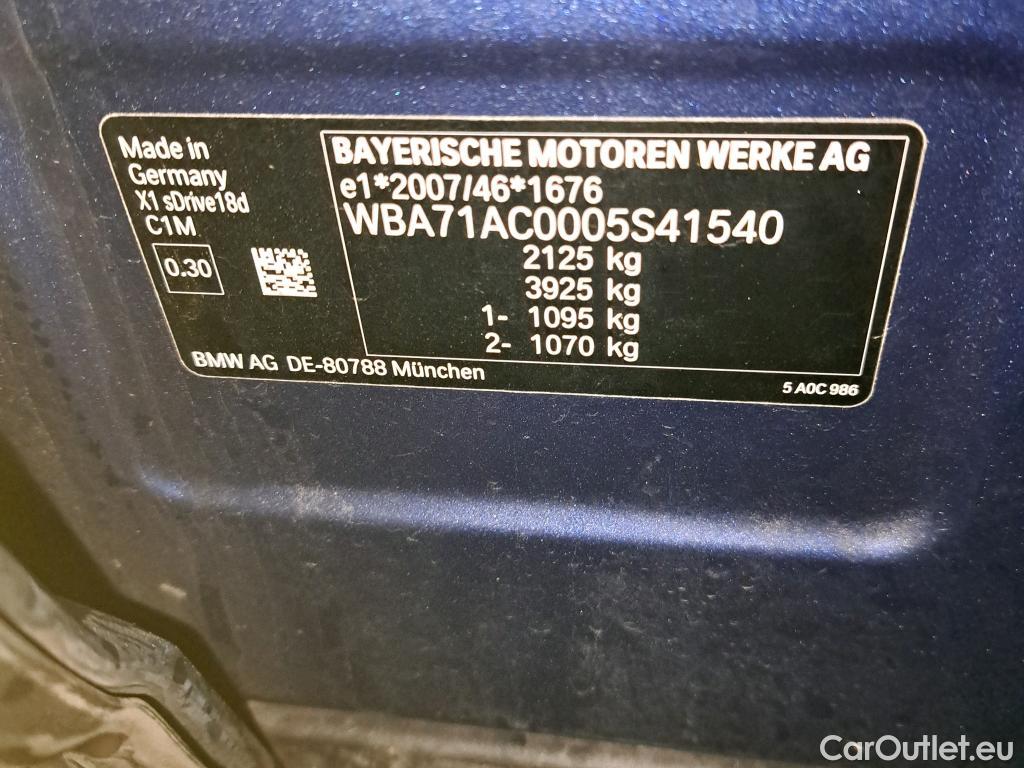 Made in
Germany
X1 sDrive18d
C1M
0.30
BAYERISCHE MOTOREN WERKE AG
e1*2007/46*1676
WBA71AC0005S41540
2125 kg
3925 kg
1- 1095 kg
2- 1070 kg
BMW AG DE-80788 München
5 A0C 986
CarOutlet.eu